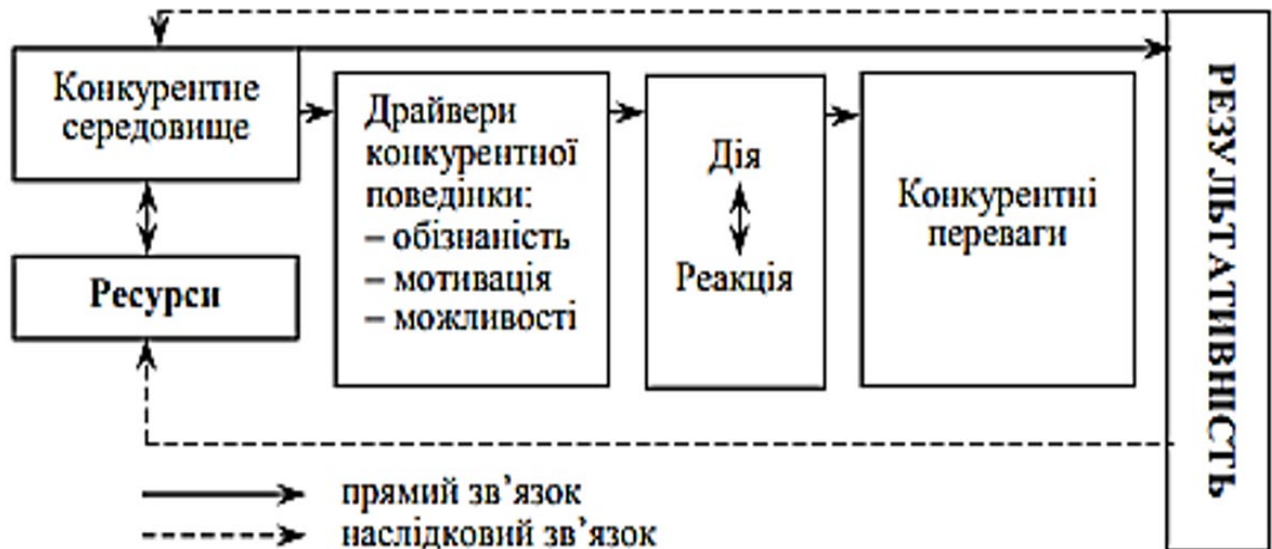 Конкурентне
середовище
Ресурси
Драйвери
конкурентної
поведінки:
– обізнаність
– мотивація
– можливості
Дія
Реакція
Конкурентні
переваги
РЕЗУЛЬТАТИВНІСТЬ
прямий зв’язок
наслідковий зв’язок